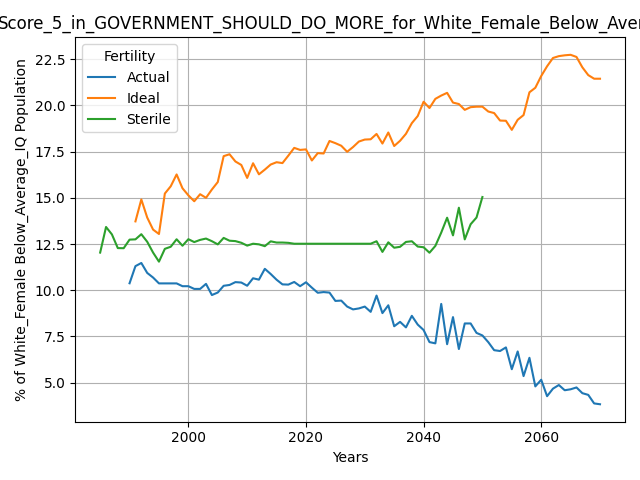 Score_5_in_GOVERNMENT_SHOULD_DO_MORE_for_White_Female_Below_Aver
Fertility
Actual
Ideal
Sterile
% of White_Female Below_Average_IQ Population
22.5
20.0
17.5
15.0
12.5
10.0
7.5
5.0
2000
2020
2040
2060
Years